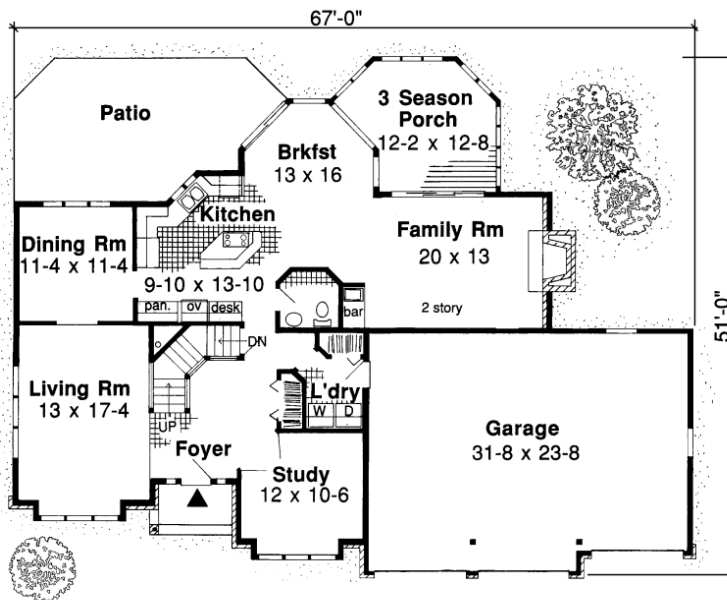 67'-0"
Patio
3 Season
Porch
12-2 x 12-8
Brkfst
13 x 16
Kitchen
9-10 x 13-10
Dining Rm
11-4 x 11-4
Family Rm
20 x 13
2 story
51'-0"
pan.
ov
desk
bar
DN
Living Rm
13 x 17-4
UP
L'dry
W
D
Foyer
Study
12 x 10-6
Garage
31-8 x 23-8